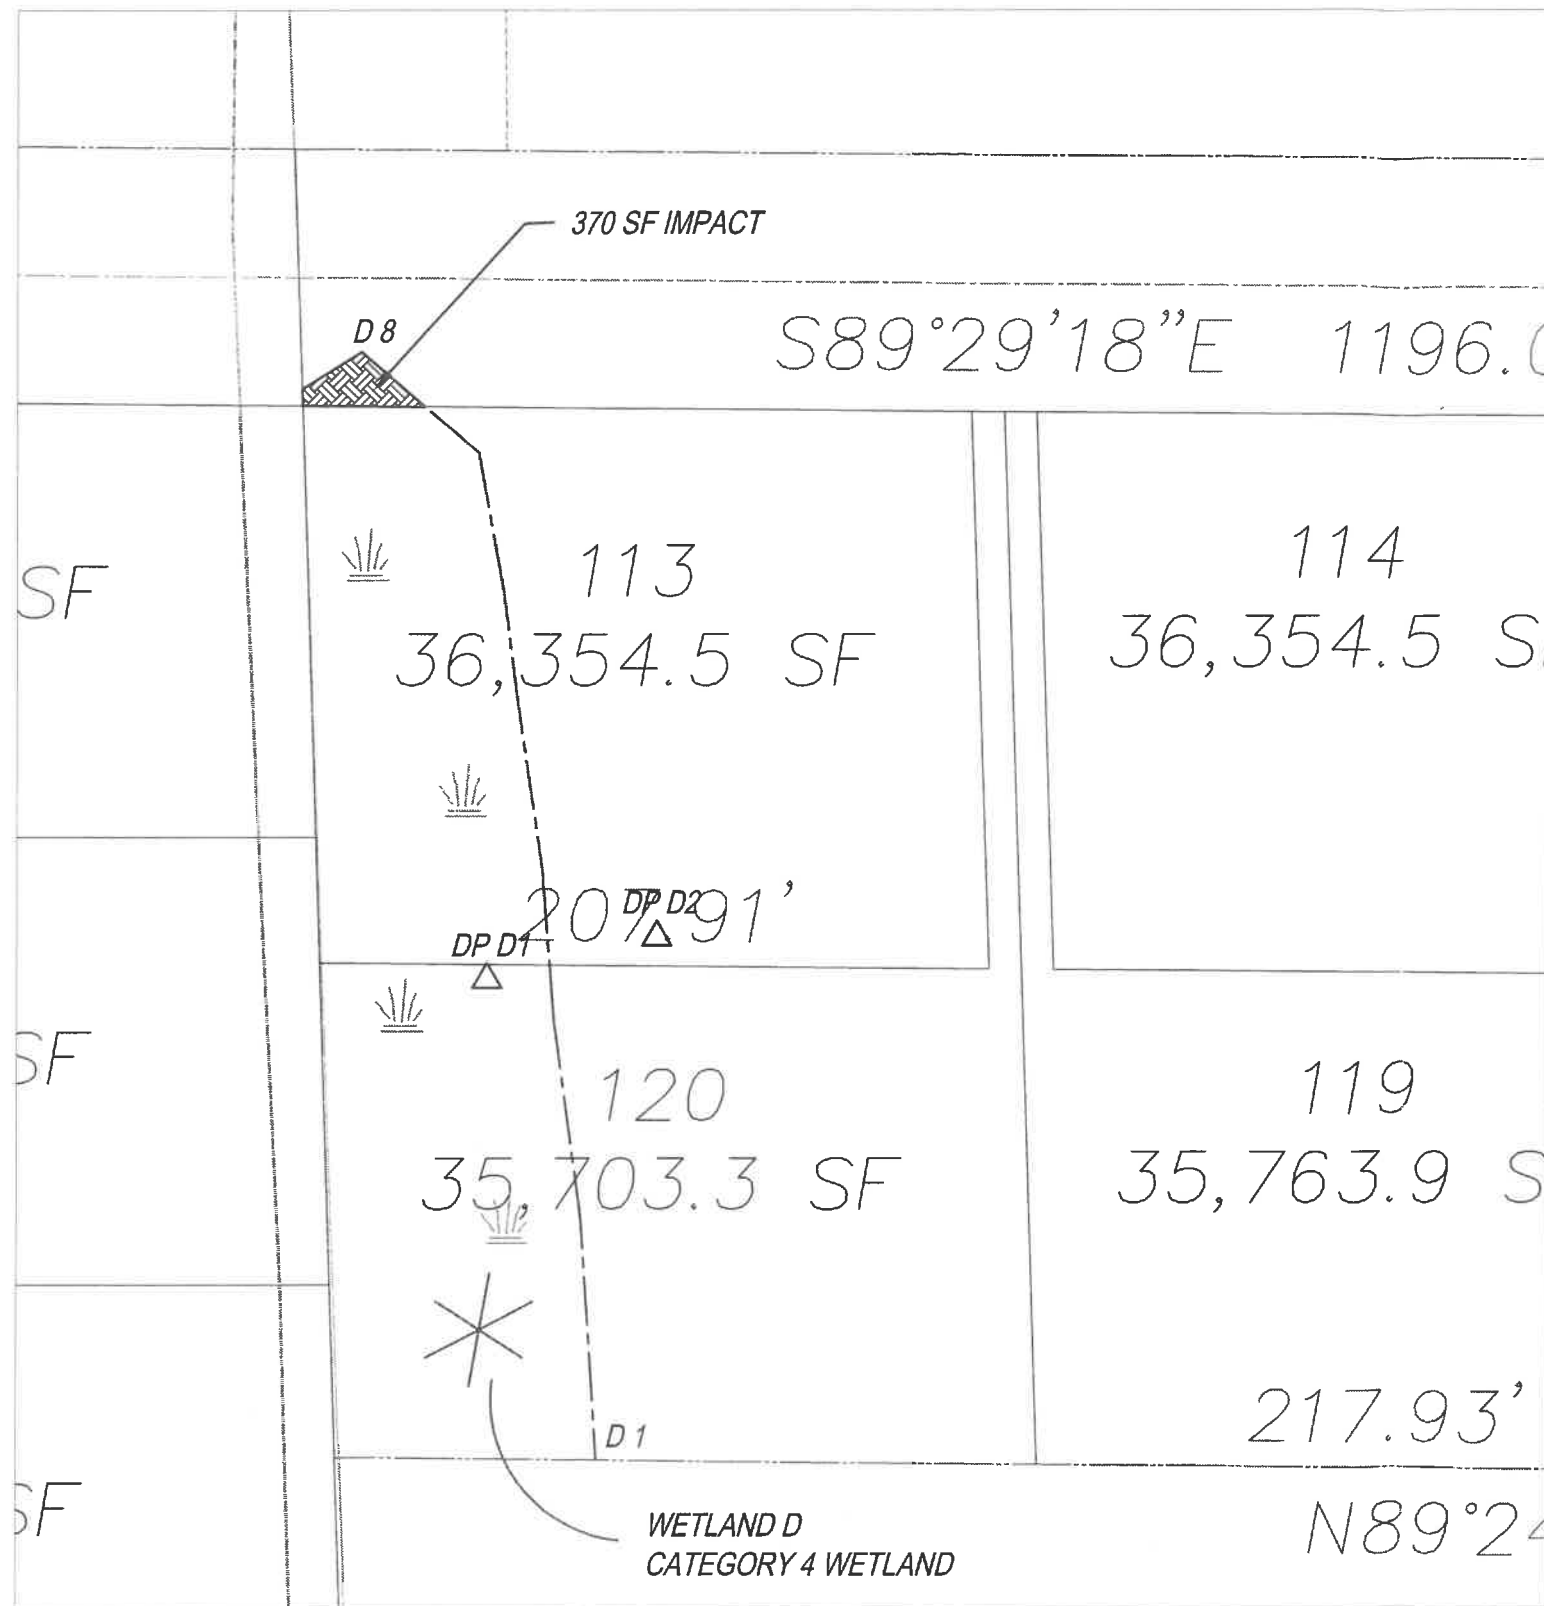 370 SF IMPACT
D 8
S89°29'18"E 1196.
113
36,354.5 SF
114
36,354.5
SF
207.91'
DP D2
DP D1
SF
120
35,703.3 SF
119
35,763.9
217.93'
D 1
SF
WETLAND D
CATEGORY 4 WETLAND
N89°2